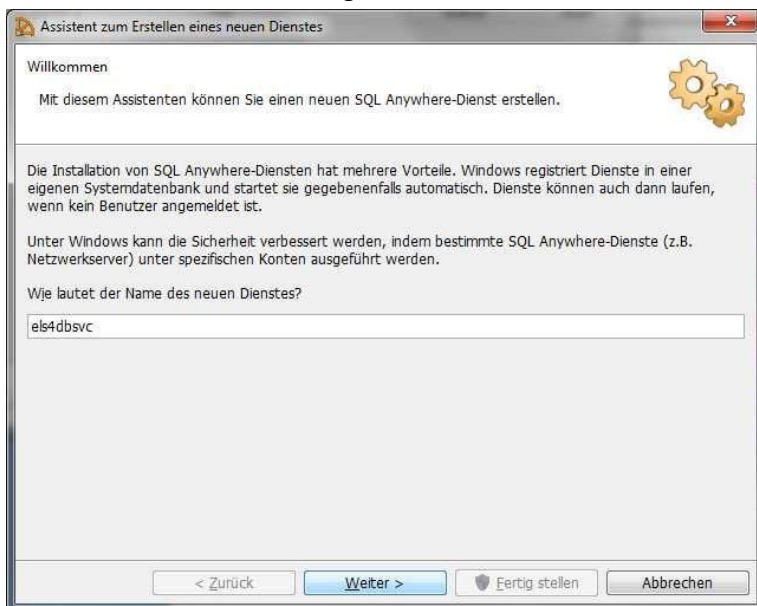 Assistent zum Erstellen eines neuen Dienstes
Willkommen
Mit diesem Assistenten können Sie einen neuen SQL Anywhere-Dienst erstellen.
Die Installation von SQL Anywhere-Diensten hat mehrere Vorteile. Windows registriert Dienste in einer
eigenen Systemdatenbank und startet sie gegebenenfalls automatisch. Dienste können auch dann laufen,
wenn kein Benutzer angemeldet ist.
Unter Windows kann die Sicherheit verbessert werden, indem bestimmte SQL Anywhere-Dienste (z.B.
Netzwerkserver) unter spezifischen Konten ausgeführt werden.
Wie lautet der Name des neuen Dienstes?
els4dbsvc
< Zurück Weiter > Fertig stellen Abbrechen